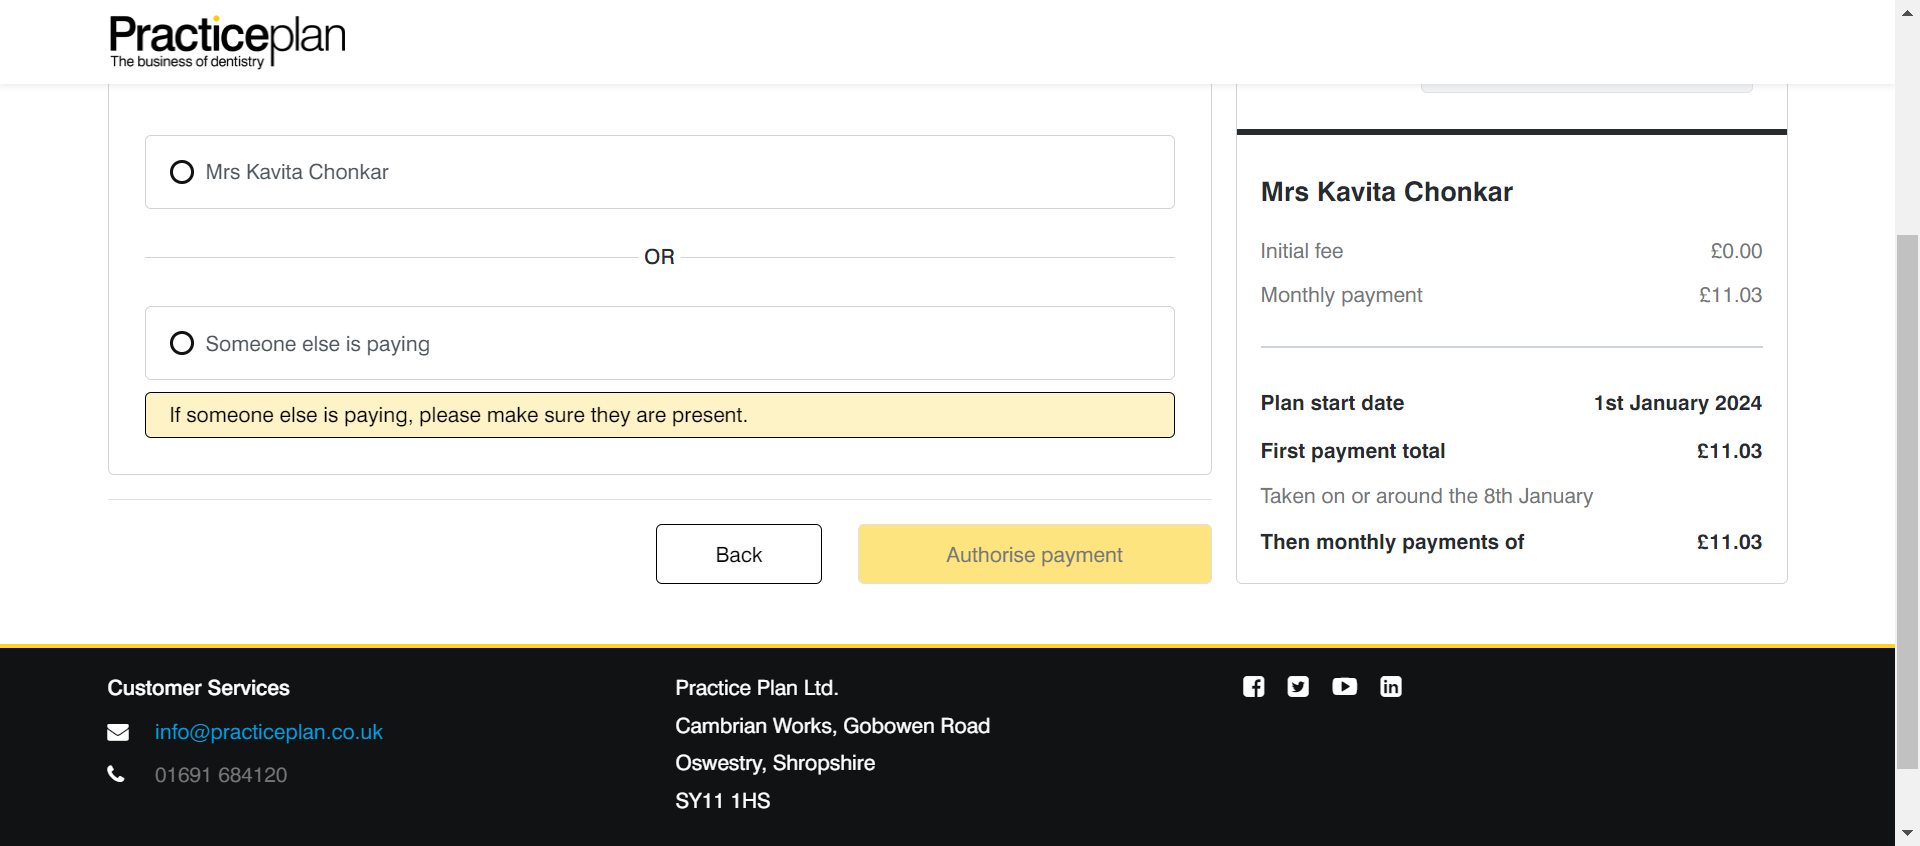 Practiceplan
The business of dentistry
Mrs Kavita Chonkar
OR
Someone else is paying
If someone else is paying, please make sure they are present.
Back
Authorise payment
Mrs Kavita Chonkar
Initial fee £0.00
Monthly payment £11.03
Plan start date 1st January 2024
First payment total £11.03
Taken on or around the 8th January
Then monthly payments of £11.03
Customer Services
info@practiceplan.co.uk
01691 684120
Practice Plan Ltd.
Cambrian Works, Gobowen Road
Oswestry, Shropshire
SY11 1HS